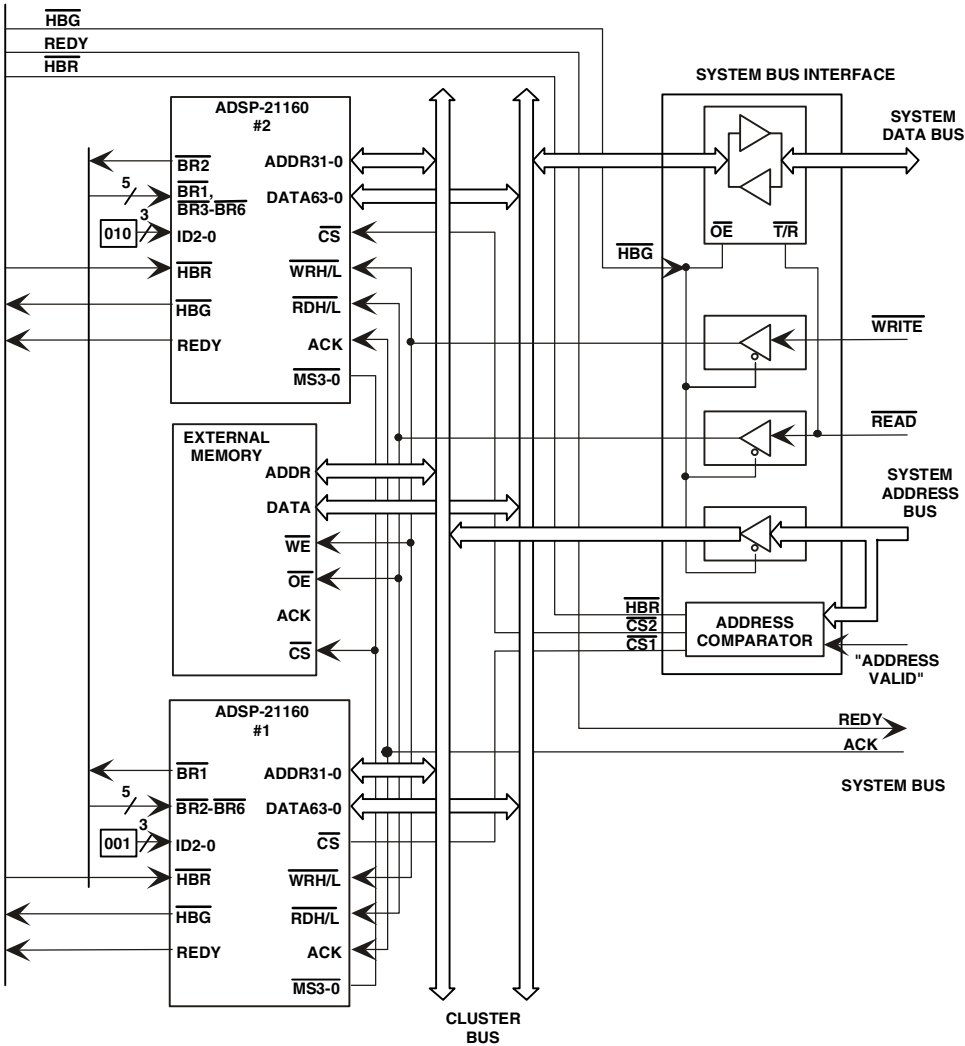 HBG
REDY
HBR
ADSP-21160
#2
BR2
5
BR1,
BR3-BR6
3
010
ID2-0
HBR
HBG
REDY
ADDR31-0
DATA63-0
CS
WRH/L
RDH/L
ACK
MS3-0
EXTERNAL
MEMORY
ADDR
DATA
WE
OE
ACK
CS
ADSP-21160
#1
BR1
5
BR2-BR6
3
001
ID2-0
HBR
HBG
REDY
ADDR31-0
DATA63-0
CS
WRH/L
RDH/L
ACK
MS3-0
CLUSTER
BUS
SYSTEM BUS INTERFACE
SYSTEM
DATA BUS
OE
T/R
HBG
WRITE
READ
SYSTEM
ADDRESS
BUS
HBR
CS2
CS1
ADDRESS
COMPARATOR
"ADDRESS
VALID"
REDY
ACK
SYSTEM BUS